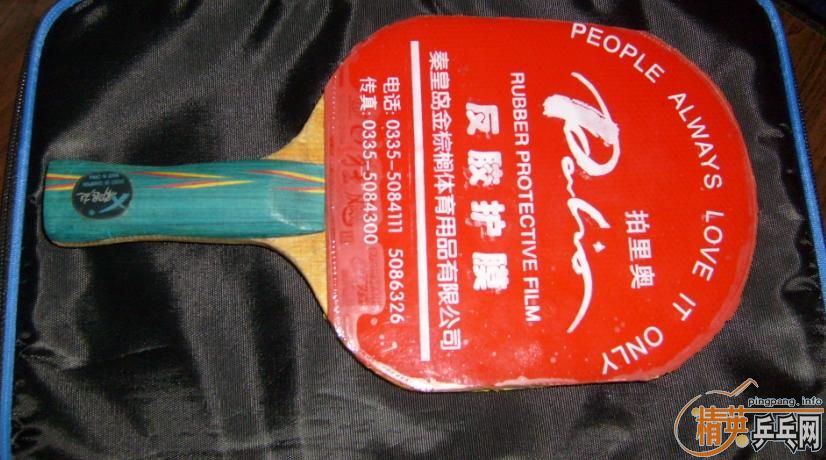 PEOPLE ALWAYS LOVE IT ONLY
Palio
拍里奥
RUBBER PROTECTIVE FILM
反胶护膜
秦皇岛金棕榈体育用品有限公司
电话: 0335-5084111 5086326
传真: 0335-5084300
pingpang.info
精英乒乓网